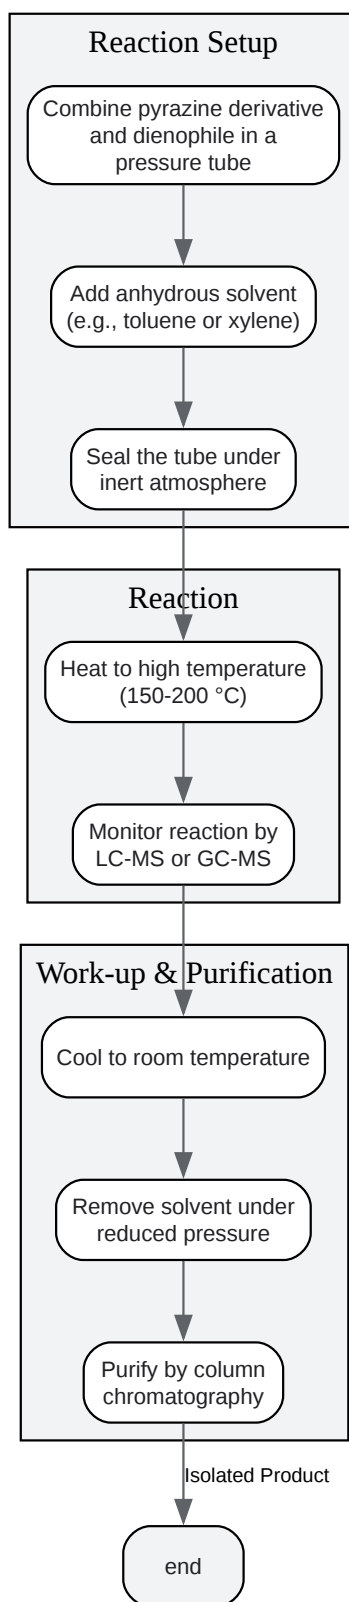 Reaction Setup
Combine pyrazine derivative
and dienophile in a
pressure tube
Add anhydrous solvent
(e.g., toluene or xylene)
Seal the tube under
inert atmosphere
Reaction
Heat to high temperature
(150-200 °C)
Monitor reaction by
LC-MS or GC-MS
Work-up & Purification
Cool to room temperature
Remove solvent under
reduced pressure
Purify by column
chromatography
Isolated Product
end